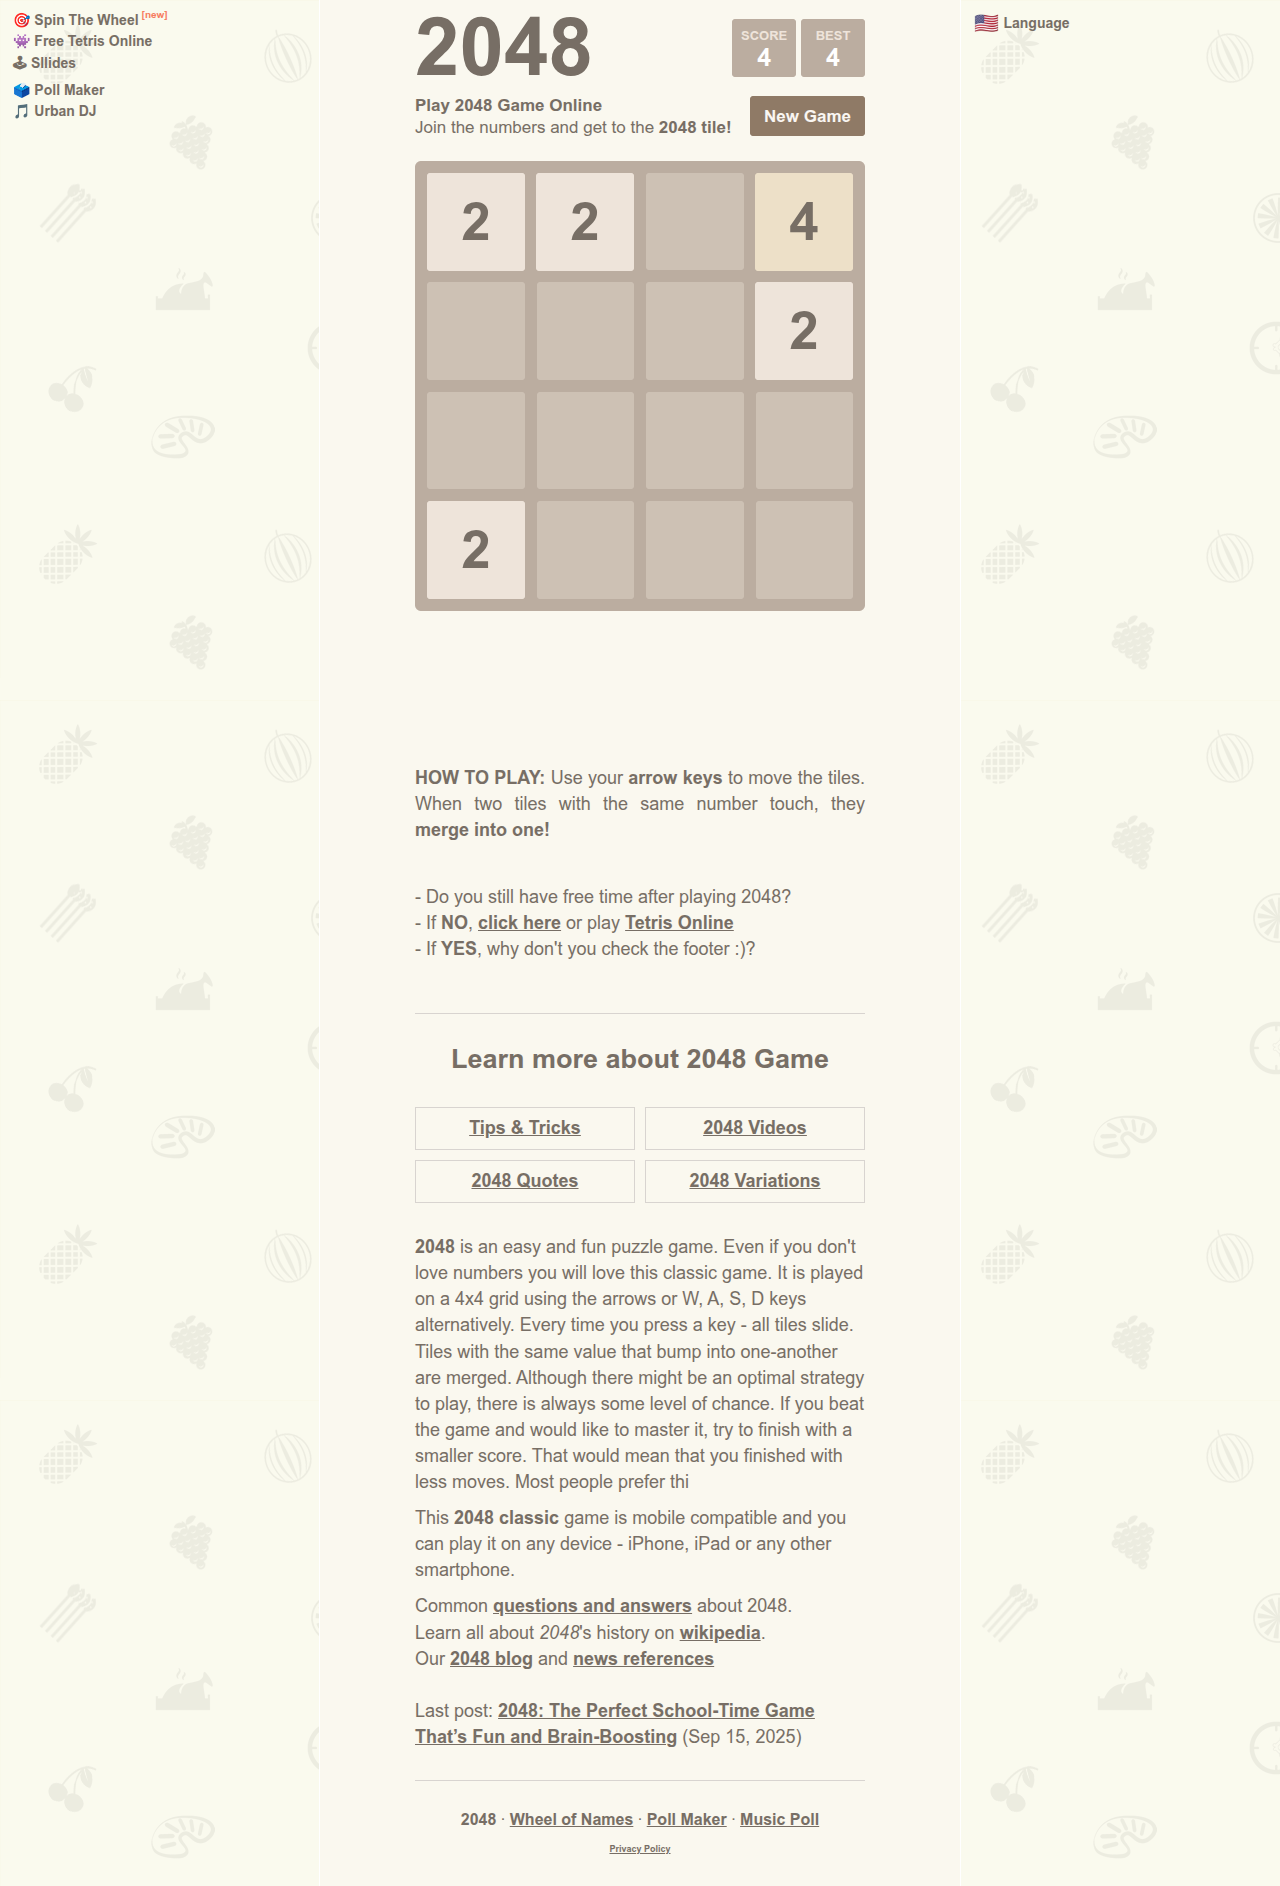 🎯 Spin The Wheel [new]
👾 Free Tetris Online
🕹 Sllides
🗳 Poll Maker
🎵 Urban DJ
🇺🇸 Language
2048
SCORE
4
BEST
4
Play 2048 Game Online
Join the numbers and get to the 2048 tile!
New Game
2 2 4
2
2
HOW TO PLAY: Use your arrow keys to move the tiles.
When two tiles with the same number touch, they
merge into one!
- Do you still have free time after playing 2048?
- If NO, click here or play Tetris Online
- If YES, why don't you check the footer :)?
Learn more about 2048 Game
Tips & Tricks
2048 Videos
2048 Quotes
2048 Variations
2048 is an easy and fun puzzle game. Even if you don't
love numbers you will love this classic game. It is played
on a 4x4 grid using the arrows or W, A, S, D keys
alternatively. Every time you press a key - all tiles slide.
Tiles with the same value that bump into one-another
are merged. Although there might be an optimal strategy
to play, there is always some level of chance. If you beat
the game and would like to master it, try to finish with a
smaller score. That would mean that you finished with
less moves. Most people prefer thi
This 2048 classic game is mobile compatible and you
can play it on any device - iPhone, iPad or any other
smartphone.
Common questions and answers about 2048.
Learn all about 2048's history on wikipedia.
Our 2048 blog and news references
Last post: 2048: The Perfect School-Time Game
That’s Fun and Brain-Boosting (Sep 15, 2025)
2048 · Wheel of Names · Poll Maker · Music Poll
Privacy Policy